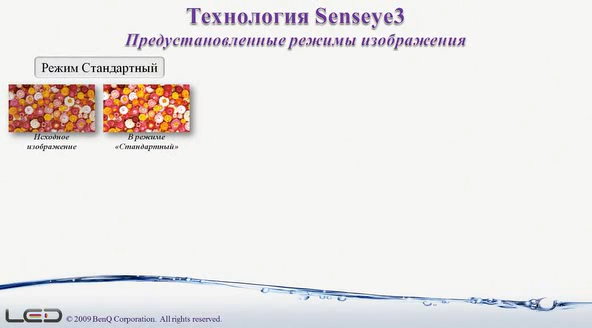 Технология Senseye3
Предустановленные режимы изображения
Режим Стандартный
Исходное
изображение
В режиме
«Стандартный»
LED
© 2009 BenQ Corporation. All rights reserved.